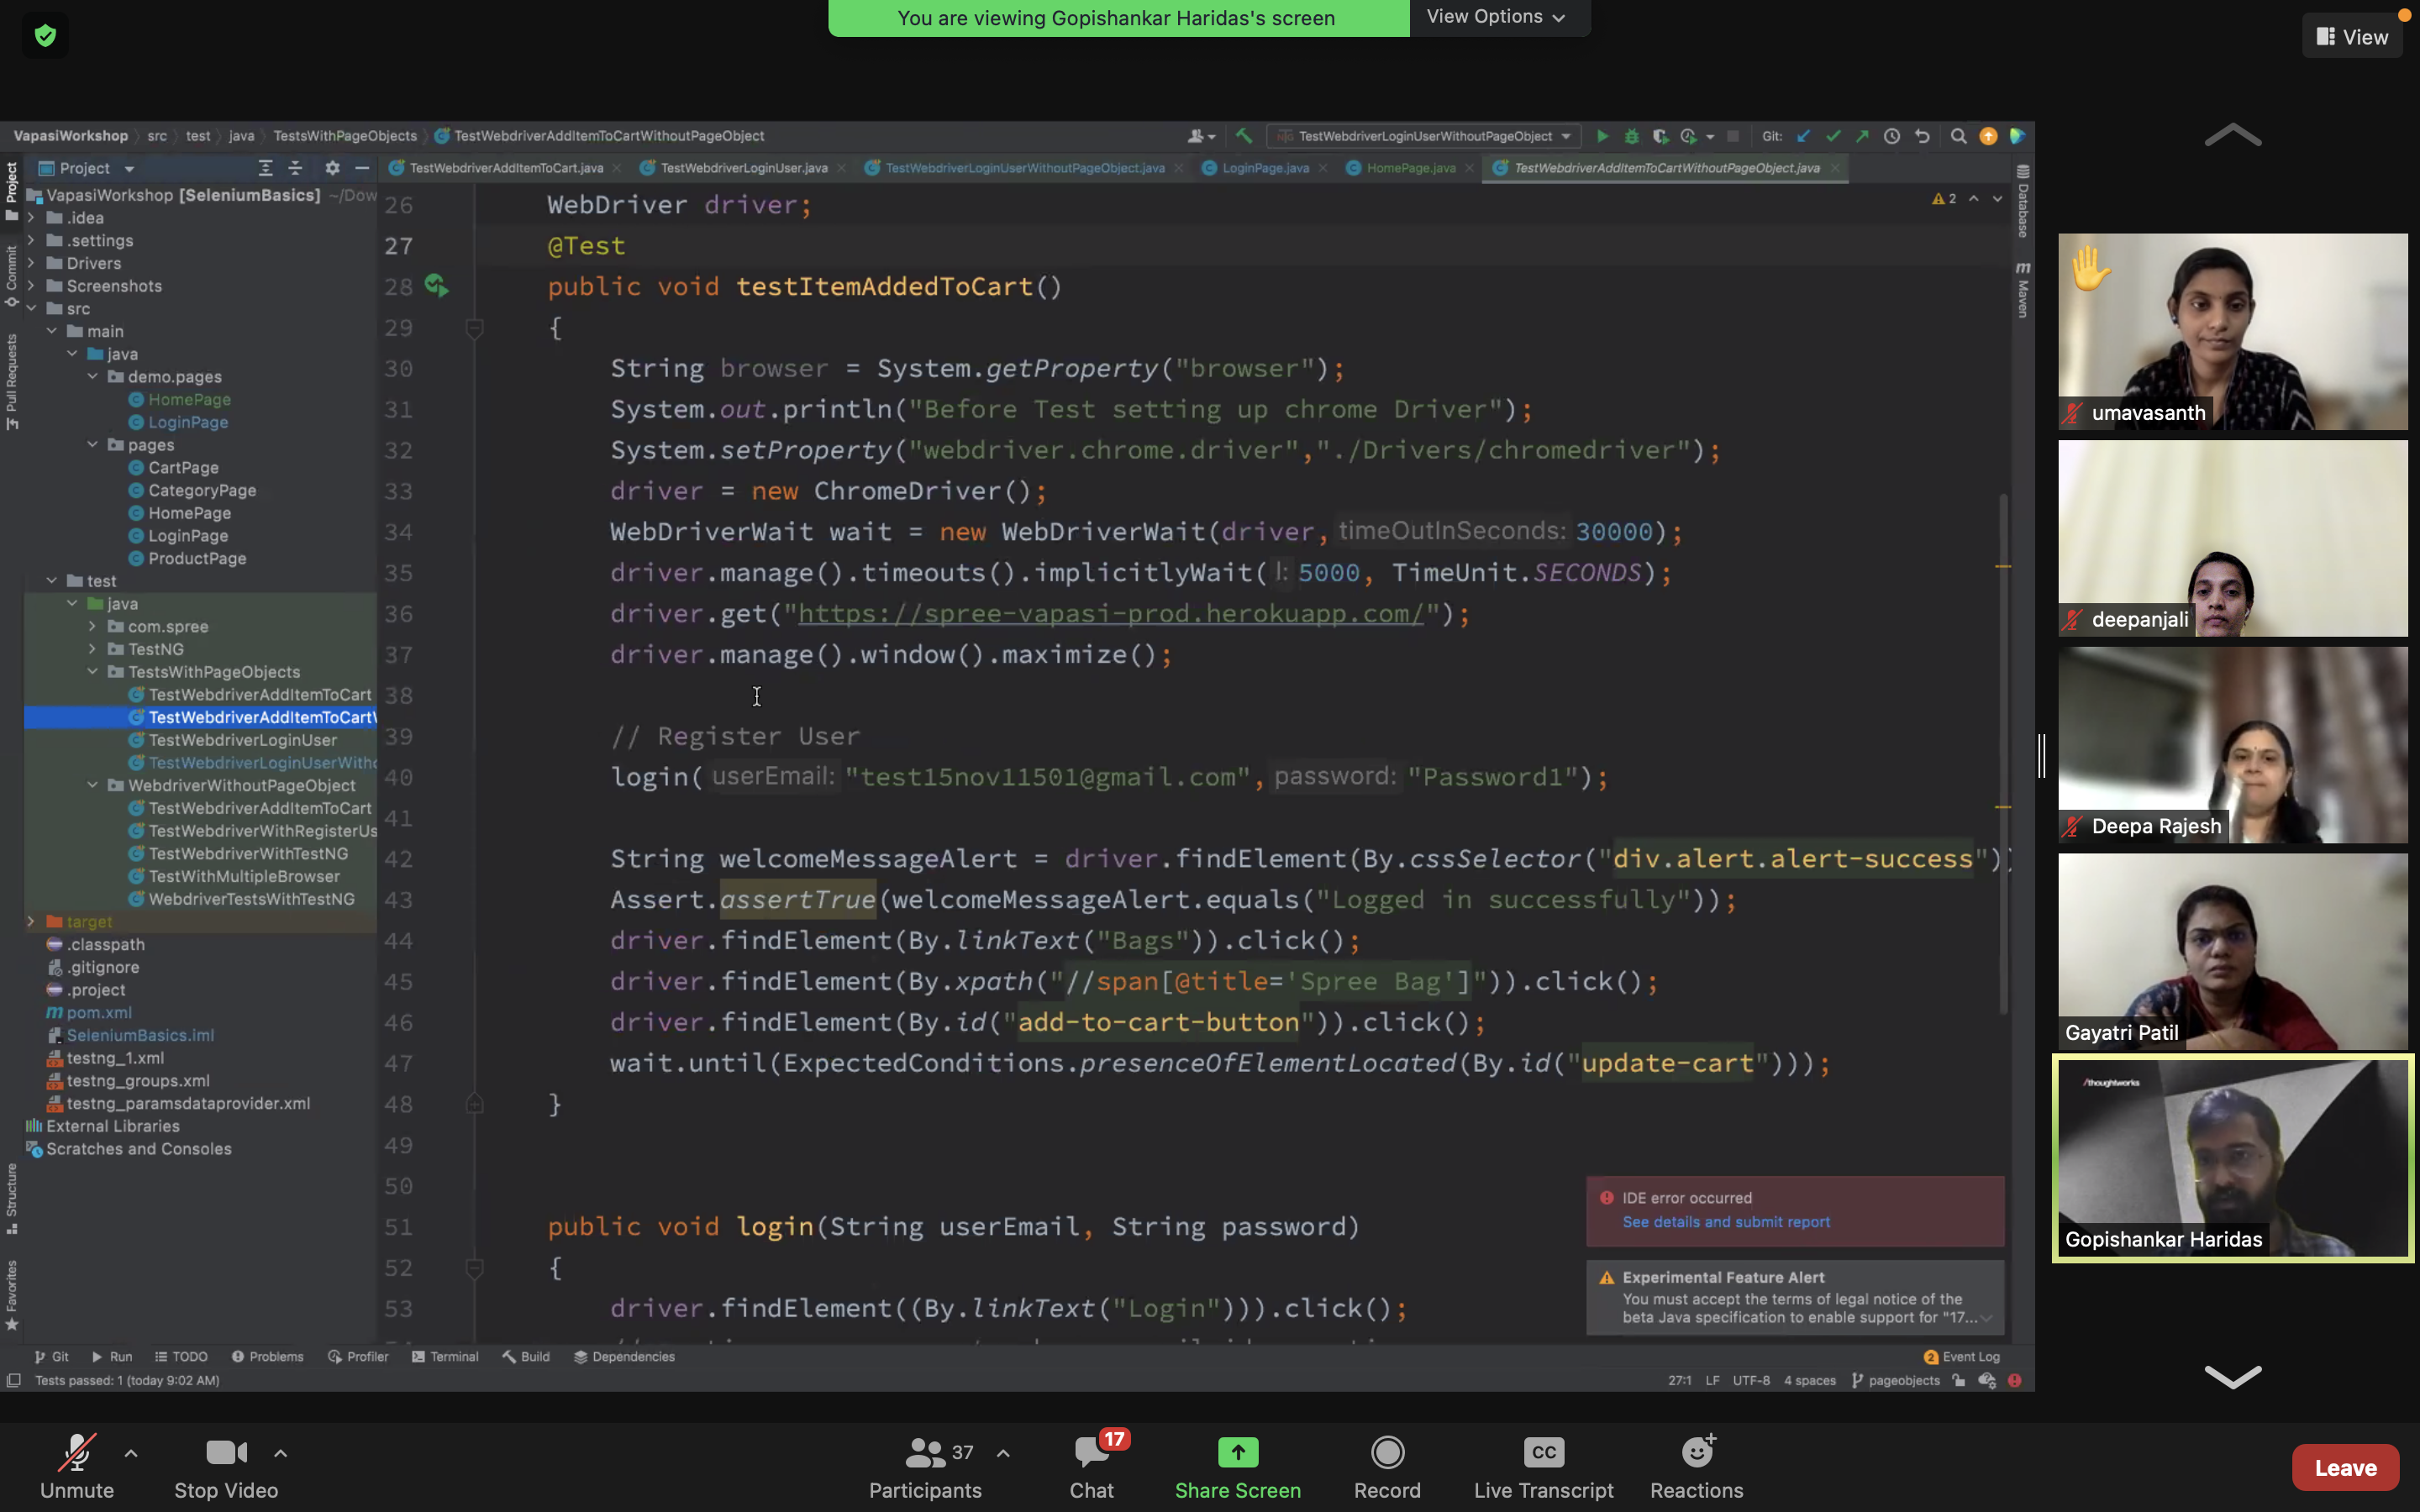 You are viewing Gopishankar Haridas's screen
View Options
View
VapasiWorkshop src test java TestsWithPageObjects TestWebdriverAddItemToCartWithoutPageObject
TestWebdriverLoginUserWithoutPageObject
Git:
Project
TestWebdriverAddItemToCart.java
TestWebdriverLoginUser.java
TestWebdriverLoginUserWithoutPageObject.java
LoginPage.java
HomePage.java
TestWebdriverAddItemToCartWithoutPageObject.java
Project
Commit
Pull Requests
Structure
Favorites
Database
Maven
VapasiWorkshop [SeleniumBasics] ~/Dow
.idea
.settings
Drivers
Screenshots
src
main
java
demo.pages
HomePage
LoginPage
pages
CartPage
CategoryPage
HomePage
LoginPage
ProductPage
test
java
com.spree
TestNG
TestsWithPageObjects
TestWebdriverAddItemToCart
TestWebdriverAddItemToCartW
TestWebdriverLoginUser
TestWebdriverLoginUserWitho
WebdriverWithoutPageObject
TestWebdriverAddItemToCart
TestWebdriverWithRegisterUs
TestWebdriverWithTestNG
TestWithMultipleBrowser
WebdriverTestsWithTestNG
target
.classpath
.gitignore
.project
pom.xml
SeleniumBasics.iml
testng_1.xml
testng_groups.xml
testng_paramsdataprovider.xml
External Libraries
Scratches and Consoles
2
26 WebDriver driver;
27 @Test
28 public void testItemAddedToCart()
29 {
30 String browser = System.getProperty("browser");
31 System.out.println("Before Test setting up chrome Driver");
32 System.setProperty("webdriver.chrome.driver","./Drivers/chromedriver");
33 driver = new ChromeDriver();
34 WebDriverWait wait = new WebDriverWait(driver, timeOutInSeconds: 30000);
35 driver.manage().timeouts().implicitlyWait( l: 5000, TimeUnit.SECONDS);
36 driver.get("https://spree-vapasi-prod.herokuapp.com/");
37 driver.manage().window().maximize();
38
39 // Register User
40 login( userEmail: "test15nov11501@gmail.com", password: "Password1");
41
42 String welcomeMessageAlert = driver.findElement(By.cssSelector("div.alert.alert-success")
43 Assert.assertTrue(welcomeMessageAlert.equals("Logged in successfully"));
44 driver.findElement(By.linkText("Bags")).click();
45 driver.findElement(By.xpath("//span[@title='Spree Bag']")).click();
46 driver.findElement(By.id("add-to-cart-button")).click();
47 wait.until(ExpectedConditions.presenceOfElementLocated(By.id("update-cart")));
48 }
49
50
51 public void login(String userEmail, String password)
52 {
53 driver.findElement((By.linkText("Login"))).click();
IDE error occurred
See details and submit report
Experimental Feature Alert
You must accept the terms of legal notice of the
beta Java specification to enable support for "17...
Git Run TODO Problems Profiler Terminal Build Dependencies
2 Event Log
Tests passed: 1 (today 9:02 AM)
27:1 LF UTF-8 4 spaces pageobjects
umavasanth
deepanjali
Deepa Rajesh
Gayatri Patil
/thoughtworks
Gopishankar Haridas
Unmute
Stop Video
37
Participants
17
Chat
Share Screen
Record
CC
Live Transcript
Reactions
Leave